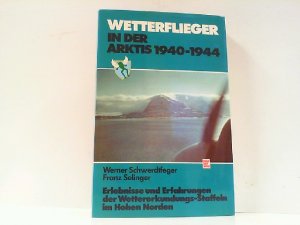 WETTERFLIEGER
IN DER
ARKTIS 1940-1944
Werner Schwerdtfeger
Franz Selinger
Erlebnisse und Erfahrungen
der Wettererkundungs-Staffeln
im Hohen Norden